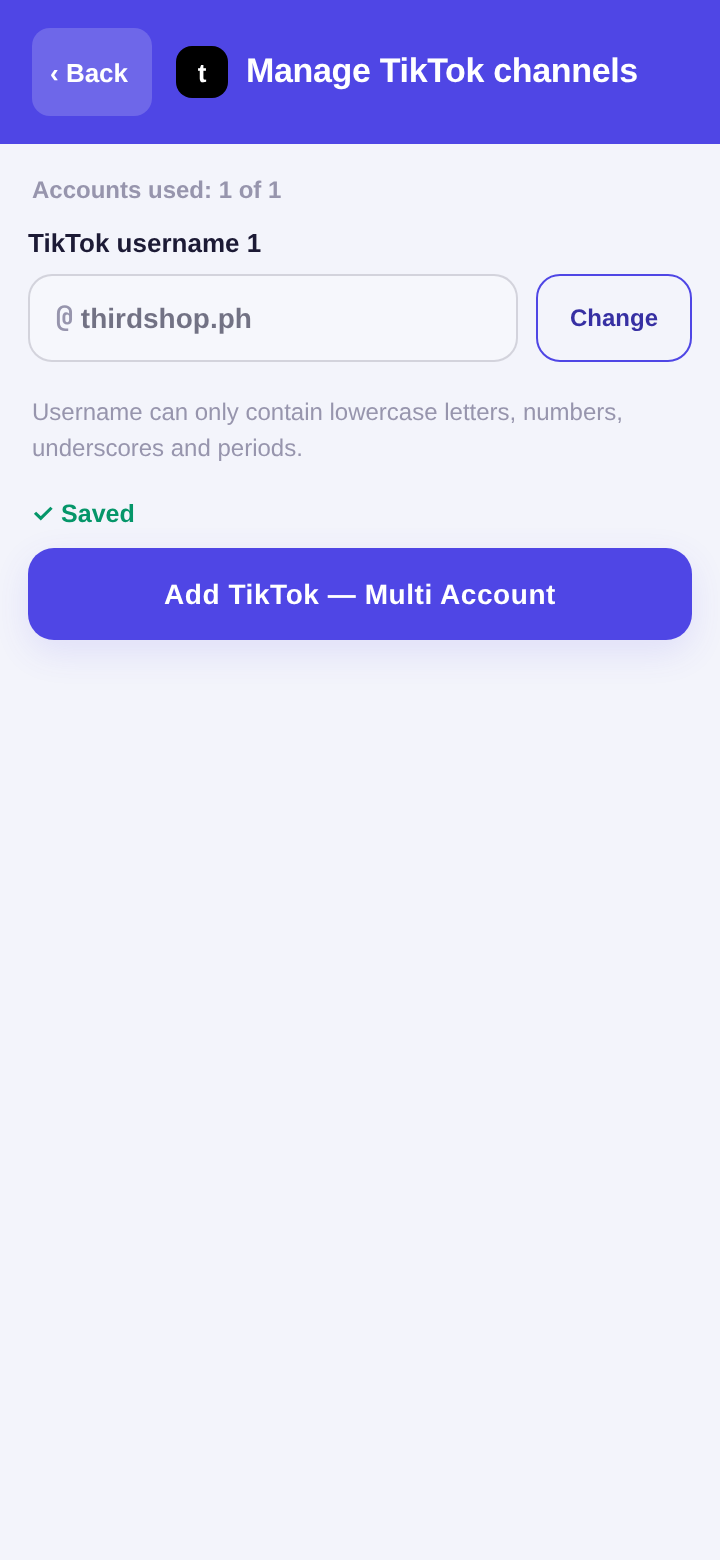 ‹ Back
t
Manage TikTok channels
Accounts used: 1 of 1
TikTok username 1
@ thirdshop.ph
Change
Username can only contain lowercase letters, numbers,
underscores and periods.
✓ Saved
Add TikTok — Multi Account